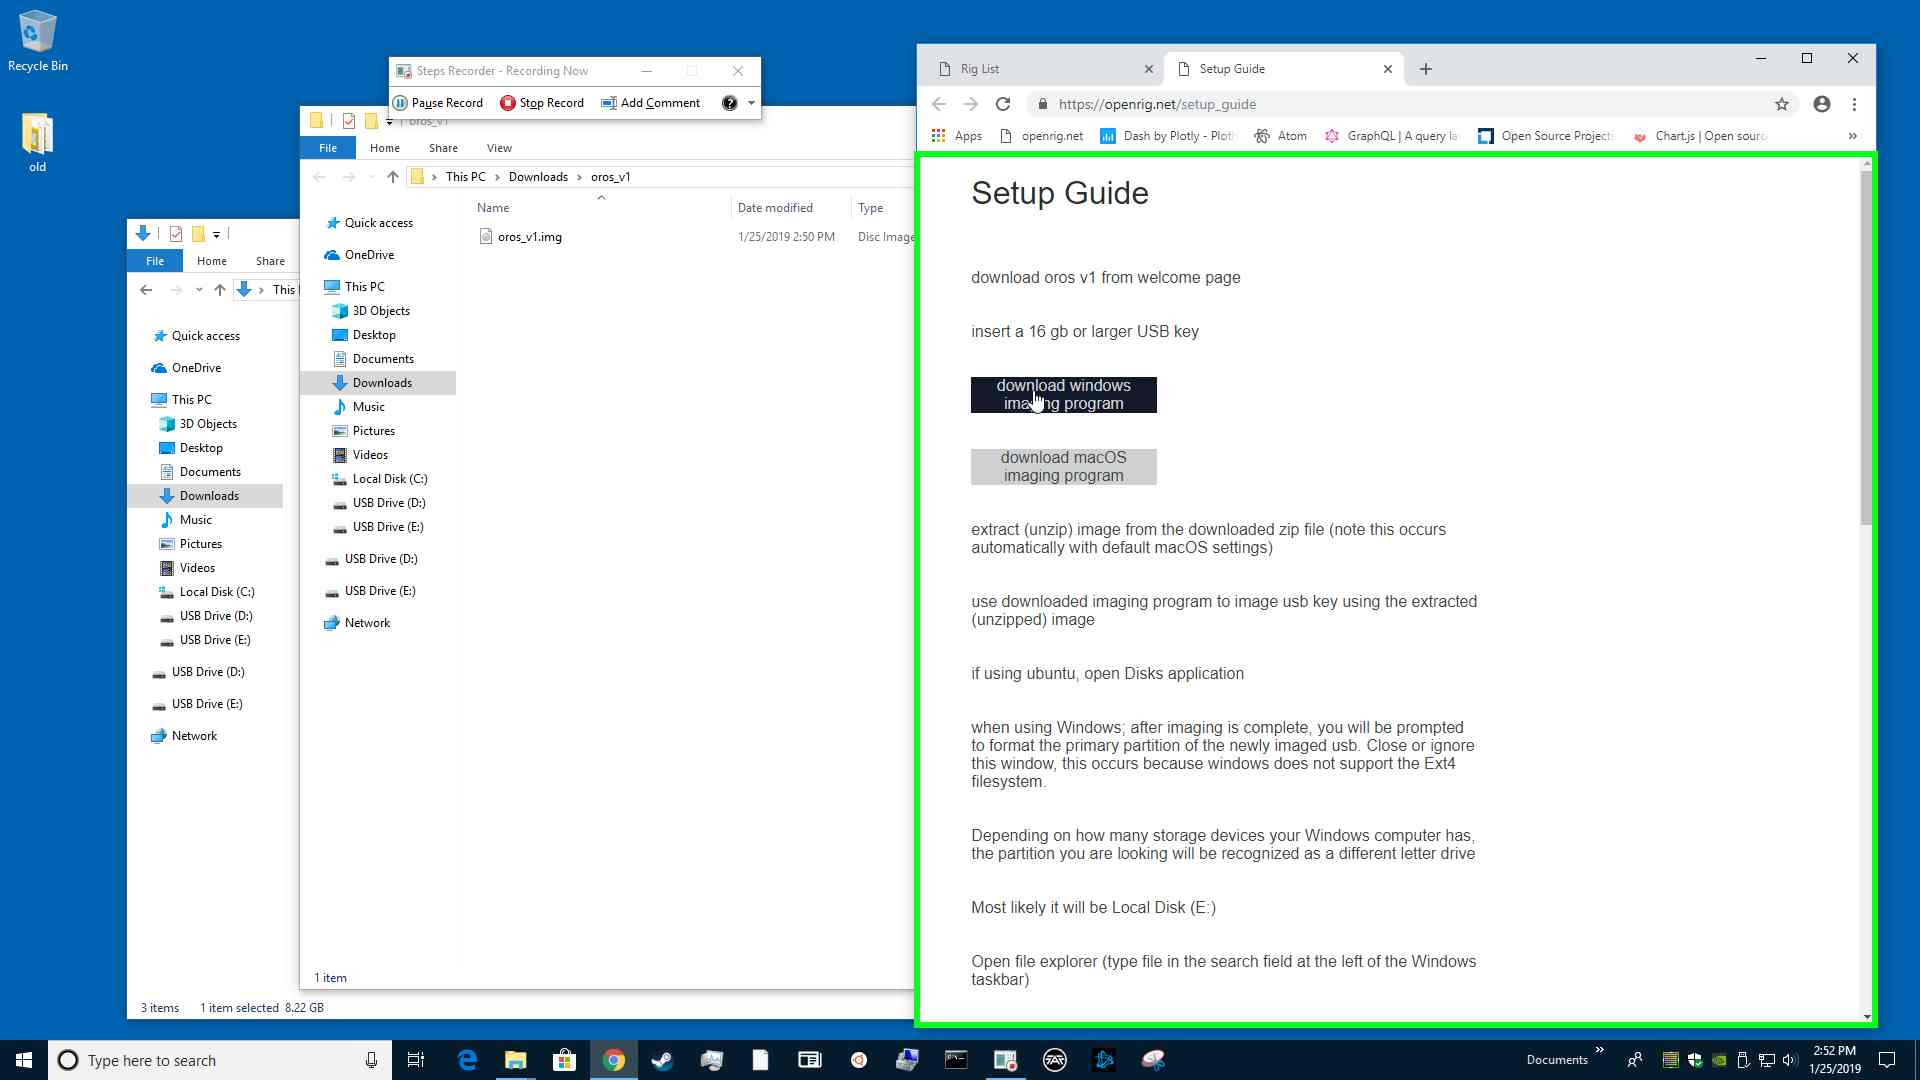 Recycle Bin
old
Steps Recorder - Recording Now
Pause Record
Stop Record
Add Comment
oros_v1
File
Home
Share
View
This PC
Downloads
oros_v1
Name
Date modified
Type
oros_v1.img
1/25/2019 2:50 PM
Disc Image
Quick access
OneDrive
This PC
3D Objects
Desktop
Documents
Downloads
Music
Pictures
Videos
Local Disk (C:)
USB Drive (D:)
USB Drive (E:)
USB Drive (D:)
USB Drive (E:)
Network
1 item
File
Home
Share
This
Quick access
OneDrive
This PC
3D Objects
Desktop
Documents
Downloads
Music
Pictures
Videos
Local Disk (C:)
USB Drive (D:)
USB Drive (E:)
USB Drive (D:)
USB Drive (E:)
Network
3 items
1 item selected 8.22 GB
Rig List
Setup Guide
https://openrig.net/setup_guide
Apps
openrig.net
Dash by Plotly - Plot
Atom
GraphQL | A query la
Open Source Project
Chart.js | Open sour
Setup Guide
download oros v1 from welcome page
insert a 16 gb or larger USB key
download windows
imaging program
download macOS
imaging program
extract (unzip) image from the downloaded zip file (note this occurs
automatically with default macOS settings)
use downloaded imaging program to image usb key using the extracted
(unzipped) image
if using ubuntu, open Disks application
when using Windows; after imaging is complete, you will be prompted
to format the primary partition of the newly imaged usb. Close or ignore
this window, this occurs because windows does not support the Ext4
filesystem.
Depending on how many storage devices your Windows computer has,
the partition you are looking will be recognized as a different letter drive
Most likely it will be Local Disk (E:)
Open file explorer (type file in the search field at the left of the Windows
taskbar)
Type here to search
Documents
2:52 PM
1/25/2019